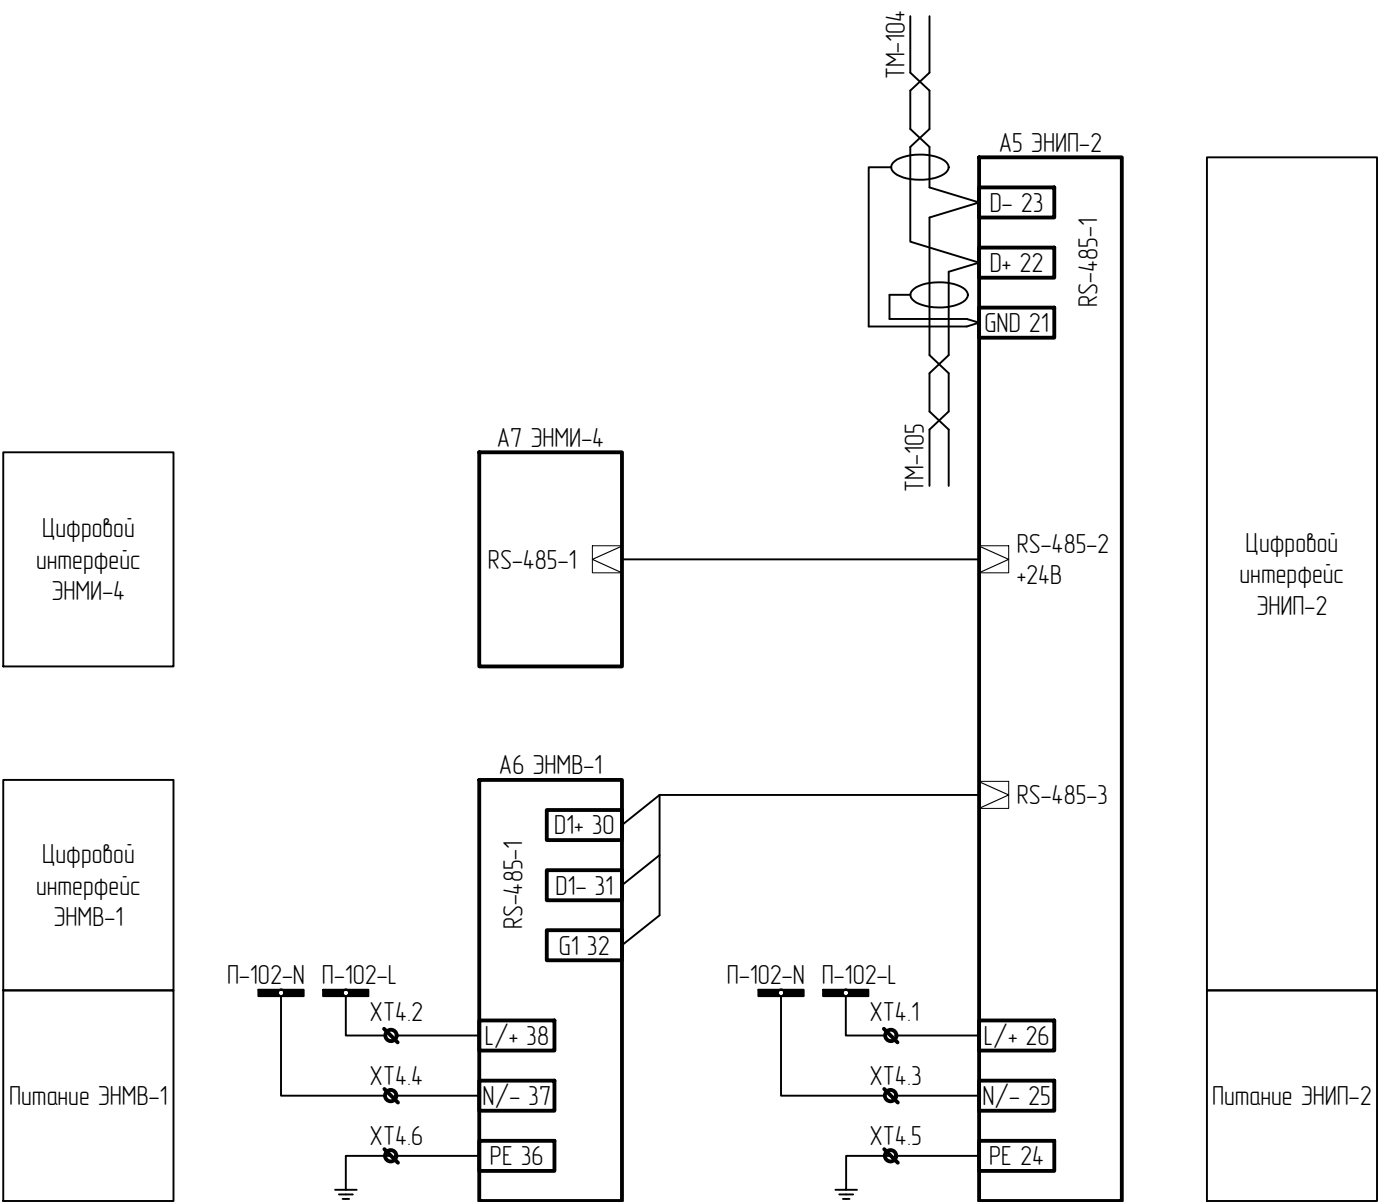 ТМ-104
А5 ЭНИП-2
D- 23
D+ 22
GND 21
RS-485-1
ТМ-105
А7 ЭНМИ-4
RS-485-1
RS-485-2
+24В
Цифровой
интерфейс
ЭНМИ-4
Цифровой
интерфейс
ЭНИП-2
А6 ЭНМВ-1
D1+ 30
D1- 31
G1 32
RS-485-1
RS-485-3
Цифровой
интерфейс
ЭНМВ-1
П-102-N П-102-L
XT4.2
L/+ 38
XT4.4
N/- 37
XT4.6
PE 36
Питание ЭНМВ-1
П-102-N П-102-L
XT4.1
L/+ 26
XT4.3
N/- 25
XT4.5
PE 24
Питание ЭНИП-2